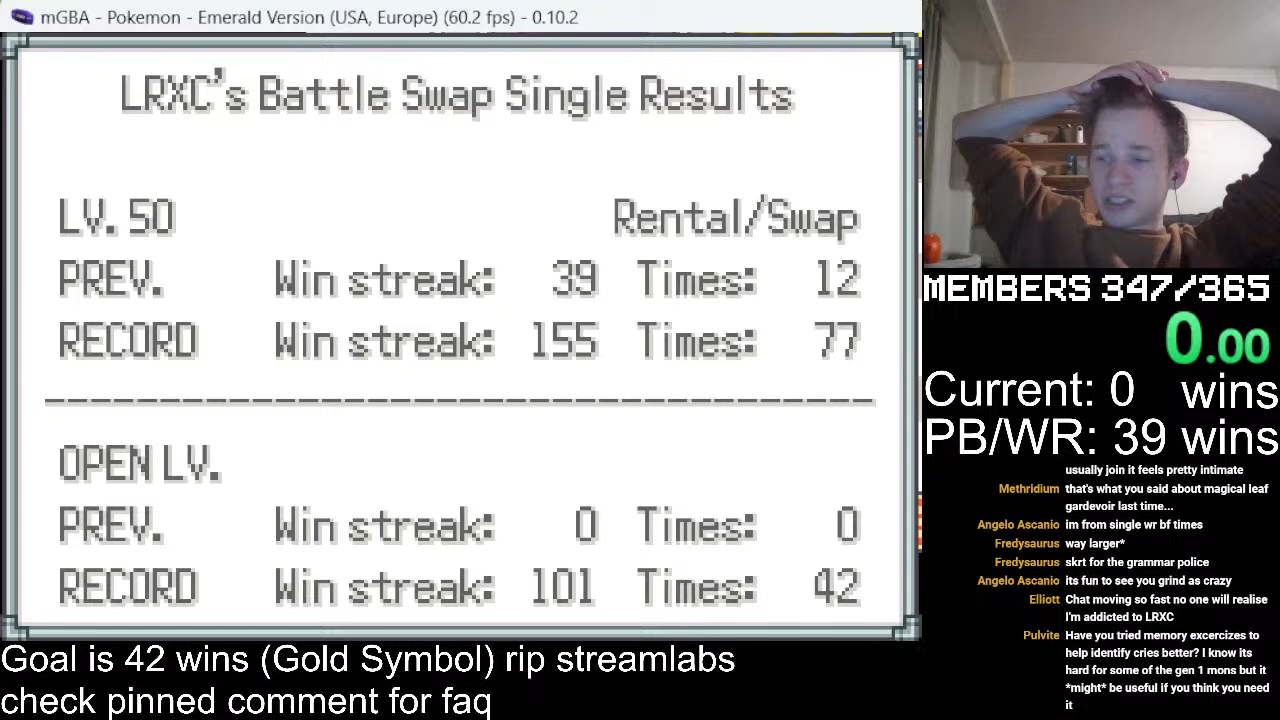 mGBA - Pokemon - Emerald Version (USA, Europe) (60.2 fps) - 0.10.2
LRXC's Battle Swap Single Results
LV. 50 Rental/Swap
PREV. Win streak: 39 Times: 12
RECORD Win streak: 155 Times: 77
OPEN LV.
PREV. Win streak: 0 Times: 0
RECORD Win streak: 101 Times: 42
Goal is 42 wins (Gold Symbol) rip streamlabs
check pinned comment for faq
MEMBERS 347/365
0.00
Current: 0 wins
PB/WR: 39 wins
usually join it feels pretty intimate
Methridium that's what you said about magical leaf
gardevoir last time...
Angelo Ascanio im from single wr bf times
Fredysaurus way larger*
Fredysaurus skrt for the grammar police
Angelo Ascanio its fun to see you grind as crazy
Elliott Chat moving so fast no one will realise
I'm addicted to LRXC
Pulvite Have you tried memory excercizes to
help identify cries better? I know its
hard for some of the gen 1 mons but it
*might* be useful if you think you need
it